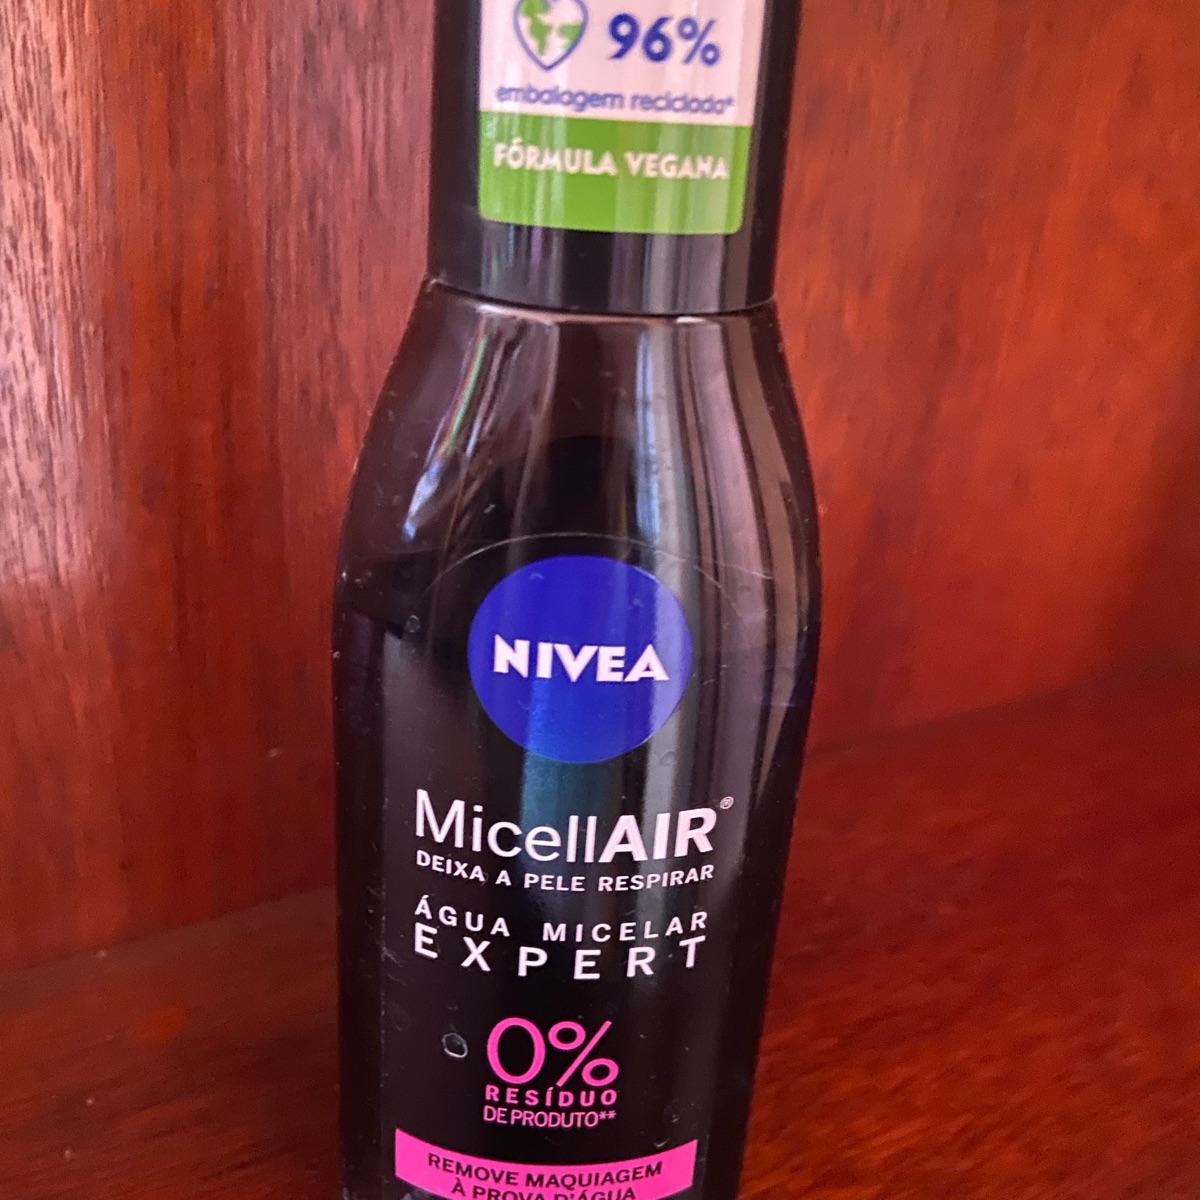 96%
embalagem reciclada*
FÓRMULA VEGANA
NIVEA
MicellAIR®
DEIXA A PELE RESPIRAR
ÁGUA MICELAR
EXPERT
0%
RESÍDUO
DE PRODUTO**
REMOVE MAQUIAGEM
À PROVA D'ÁGUA